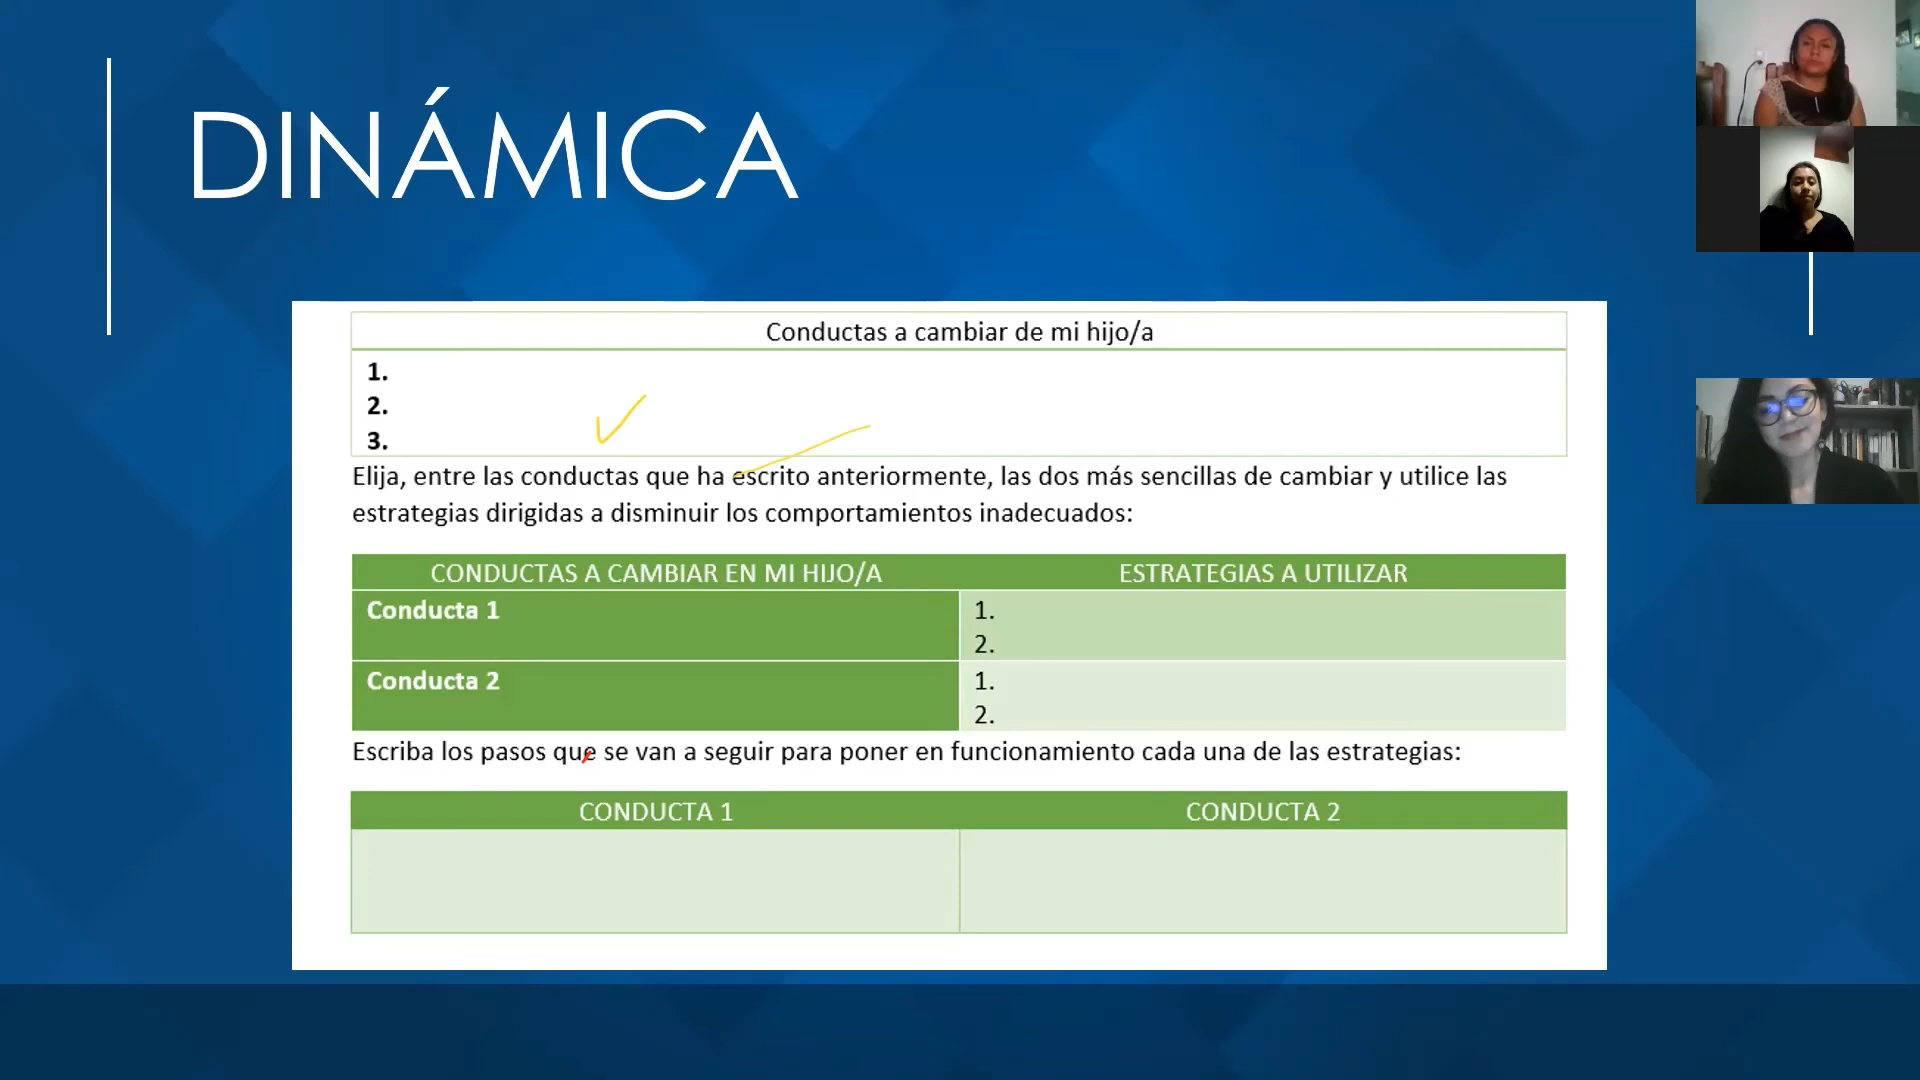 DINÁMICA
Conductas a cambiar de mi hijo/a
1.
2.
3.
Elija, entre las conductas que ha escrito anteriormente, las dos más sencillas de cambiar y utilice las
estrategias dirigidas a disminuir los comportamientos inadecuados:
CONDUCTAS A CAMBIAR EN MI HIJO/A ESTRATEGIAS A UTILIZAR
Conducta 1
1.
2.
Conducta 2
1.
2.
Escriba los pasos que se van a seguir para poner en funcionamiento cada una de las estrategias:
CONDUCTA 1 CONDUCTA 2